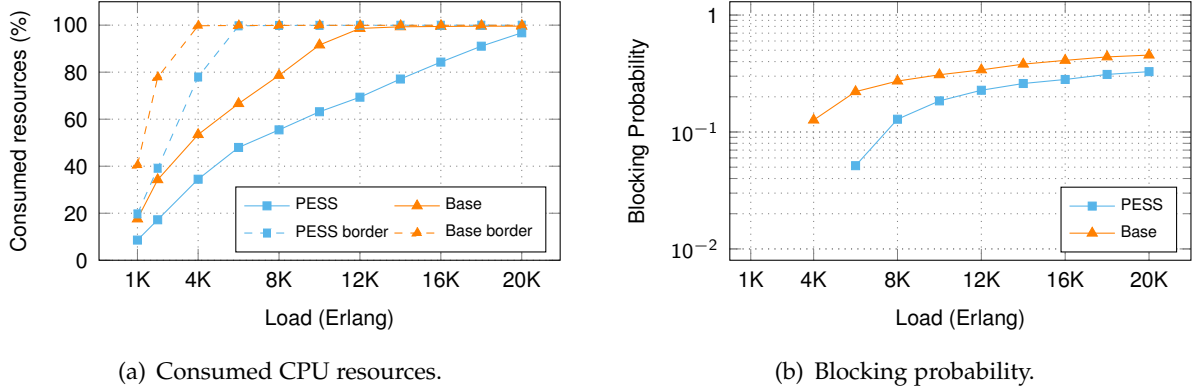 Consumed resources (%)
100
80
60
40
20
0
PESS
Base
PESS border
Base border
1K 4K 8K 12K 16K 20K
Load (Erlang)
(a) Consumed CPU resources.
Blocking Probability
1
10−1
10−2
PESS
Base
1K 4K 8K 12K 16K 20K
Load (Erlang)
(b) Blocking probability.